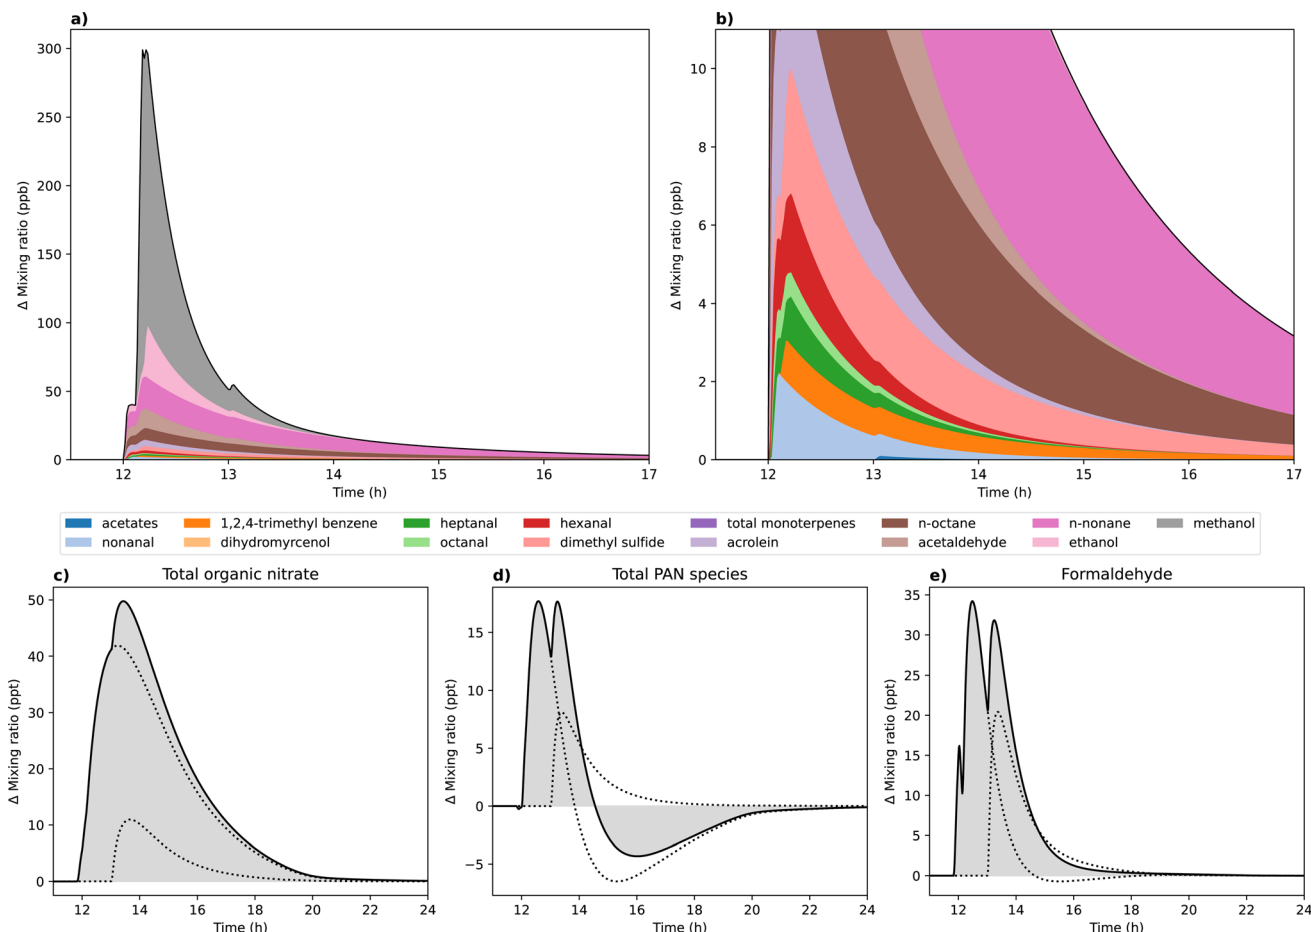 a)
300
250
200
150
100
50
0
Δ Mixing ratio (ppb)
12 13 14 15 16 17
Time (h)
b)
10
8
6
4
2
0
Δ Mixing ratio (ppb)
12 13 14 15 16 17
Time (h)
acetates 1,2,4-trimethyl benzene heptanal hexanal total monoterpenes n-octane n-nonane methanol
nonanal dihydromyrcenol octanal dimethyl sulfide acrolein acetaldehyde ethanol
c) Total organic nitrate
50
40
30
20
10
0
Δ Mixing ratio (ppt)
12 14 16 18 20 22 24
Time (h)
d) Total PAN species
15
10
5
0
−5
Δ Mixing ratio (ppt)
12 14 16 18 20 22 24
Time (h)
e) Formaldehyde
35
30
25
20
15
10
5
0
Δ Mixing ratio (ppt)
12 14 16 18 20 22 24
Time (h)